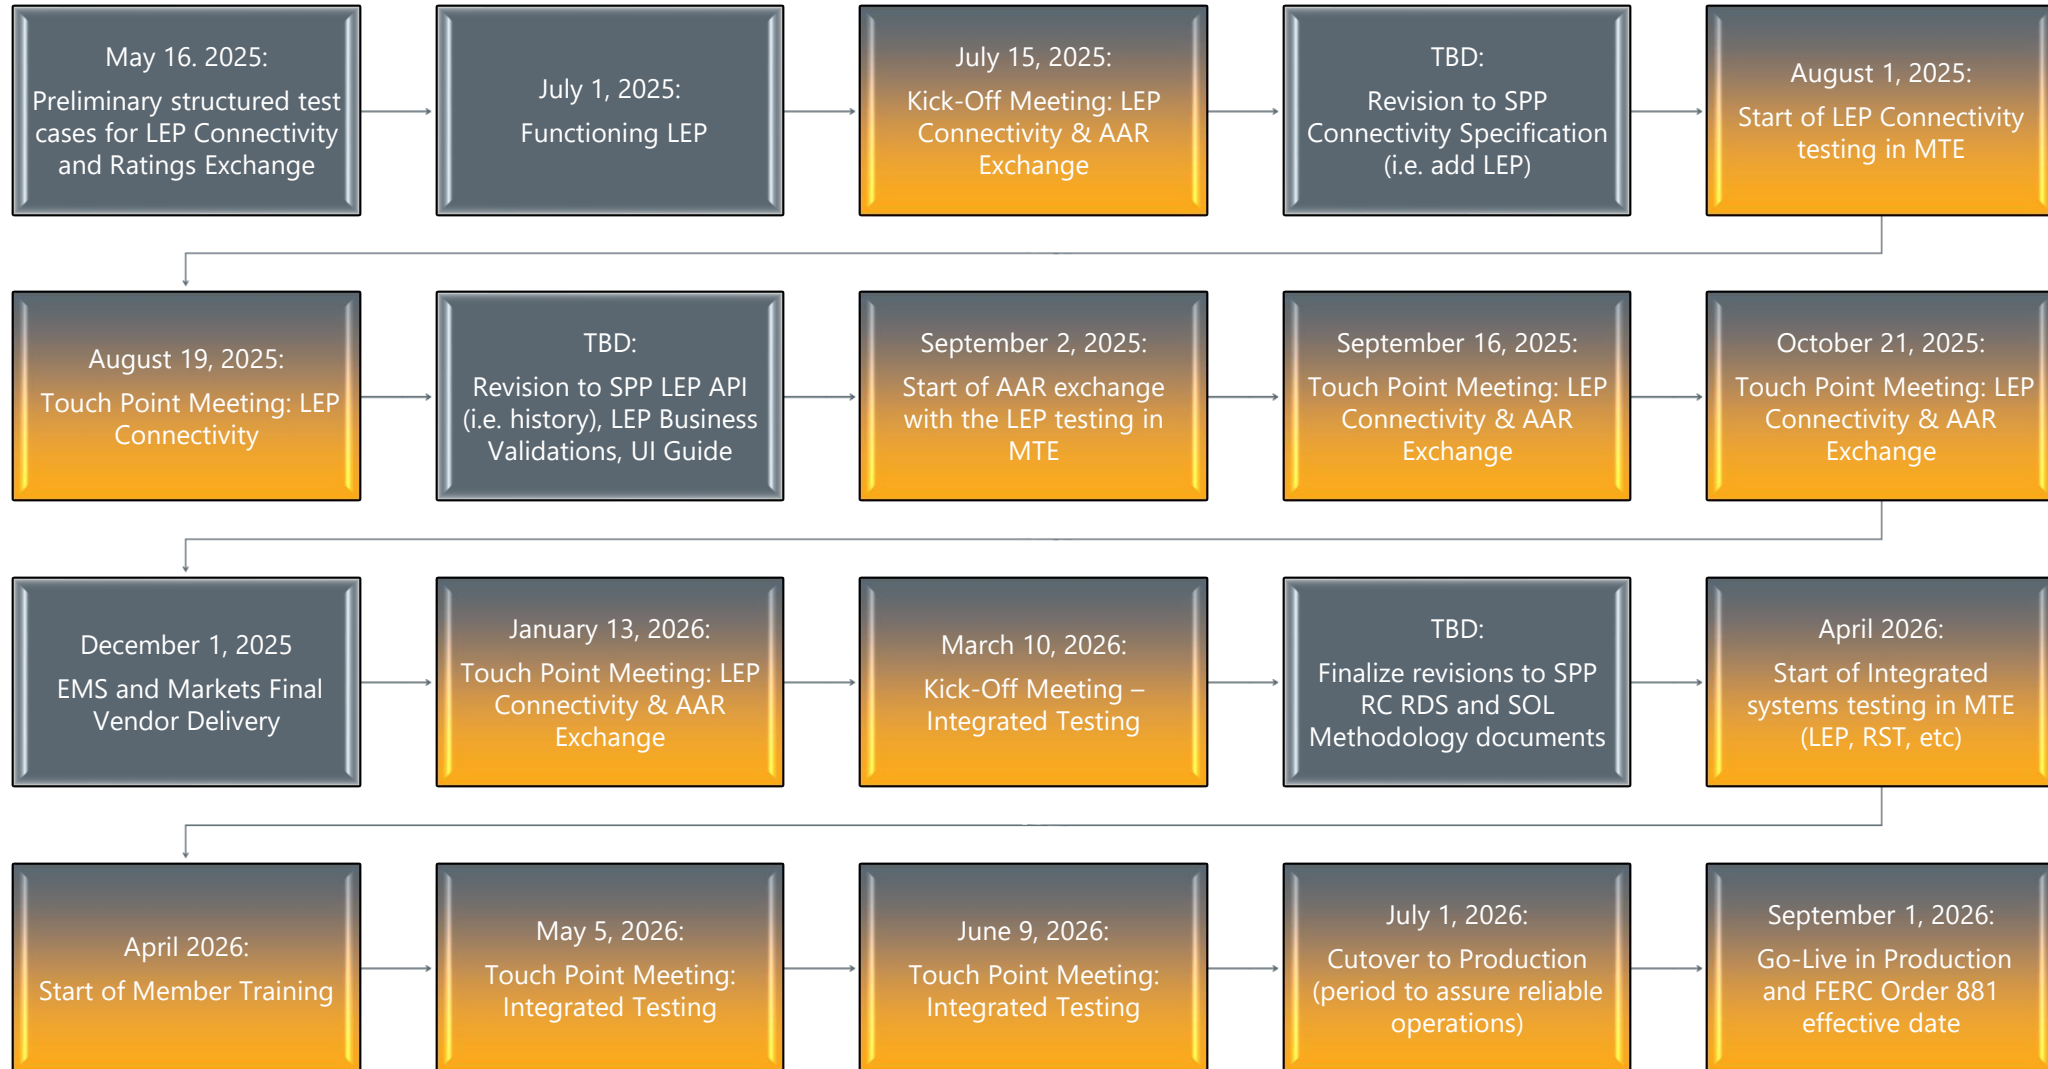 May 16. 2025:
Preliminary structured test
cases for LEP Connectivity
and Ratings Exchange
July 1, 2025:
Functioning LEP
July 15, 2025:
Kick-Off Meeting: LEP
Connectivity & AAR
Exchange
TBD:
Revision to SPP
Connectivity Specification
(i.e. add LEP)
August 1, 2025:
Start of LEP Connectivity
testing in MTE
August 19, 2025:
Touch Point Meeting: LEP
Connectivity
TBD:
Revision to SPP LEP API
(i.e. history), LEP Business
Validations, UI Guide
September 2, 2025:
Start of AAR exchange
with the LEP testing in
MTE
September 16, 2025:
Touch Point Meeting: LEP
Connectivity & AAR
Exchange
October 21, 2025:
Touch Point Meeting: LEP
Connectivity & AAR
Exchange
December 1, 2025
EMS and Markets Final
Vendor Delivery
January 13, 2026:
Touch Point Meeting: LEP
Connectivity & AAR
Exchange
March 10, 2026:
Kick-Off Meeting –
Integrated Testing
TBD:
Finalize revisions to SPP
RC RDS and SOL
Methodology documents
April 2026:
Start of Integrated
systems testing in MTE
(LEP, RST, etc)
April 2026:
Start of Member Training
May 5, 2026:
Touch Point Meeting:
Integrated Testing
June 9, 2026:
Touch Point Meeting:
Integrated Testing
July 1, 2026:
Cutover to Production
(period to assure reliable
operations)
September 1, 2026:
Go-Live in Production
and FERC Order 881
effective date